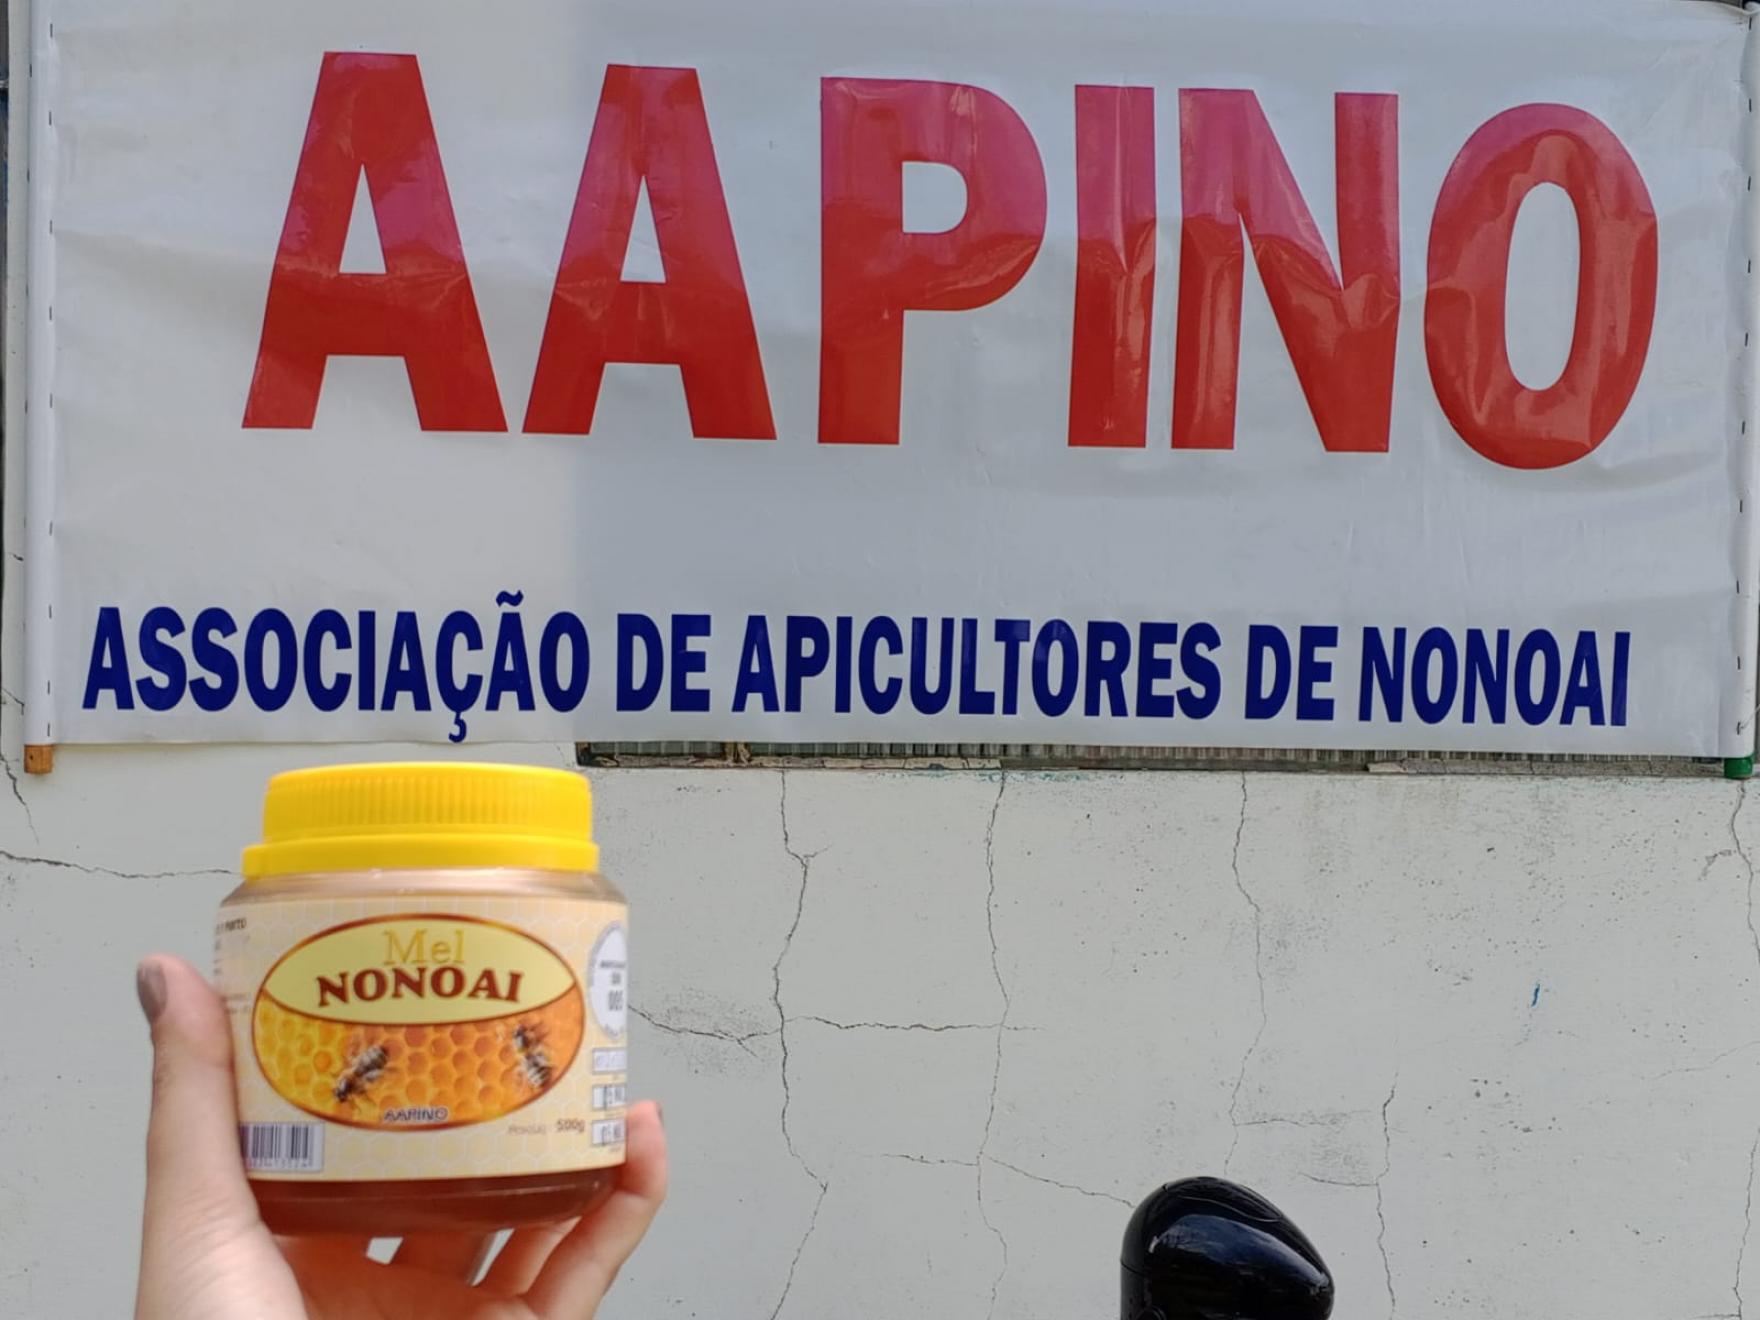 AAPINO
ASSOCIAÇÃO DE APICULTORES DE NONOAI
Mel
NONOAI
AAPINO
500g